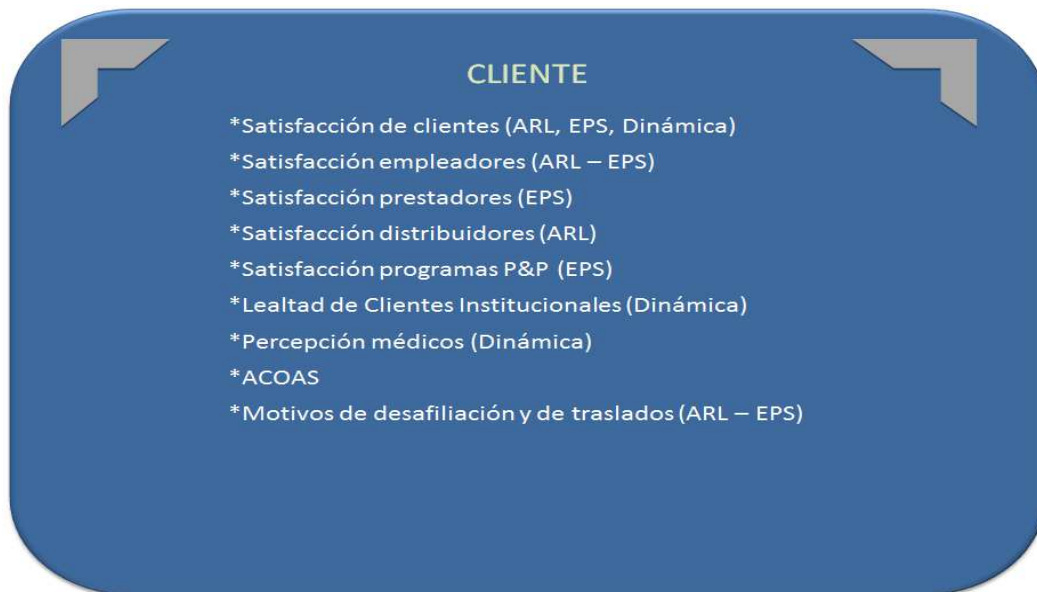 CLIENTE
*Satisfacción de clientes (ARL, EPS, Dinámica)
*Satisfacción empleadores (ARL – EPS)
*Satisfacción prestadores (EPS)
*Satisfacción distribuidores (ARL)
*Satisfacción programas P&P (EPS)
*Lealtad de Clientes Institucionales (Dinámica)
*Percepción médicos (Dinámica)
*ACOAS
*Motivos de desafiliación y de traslados (ARL – EPS)